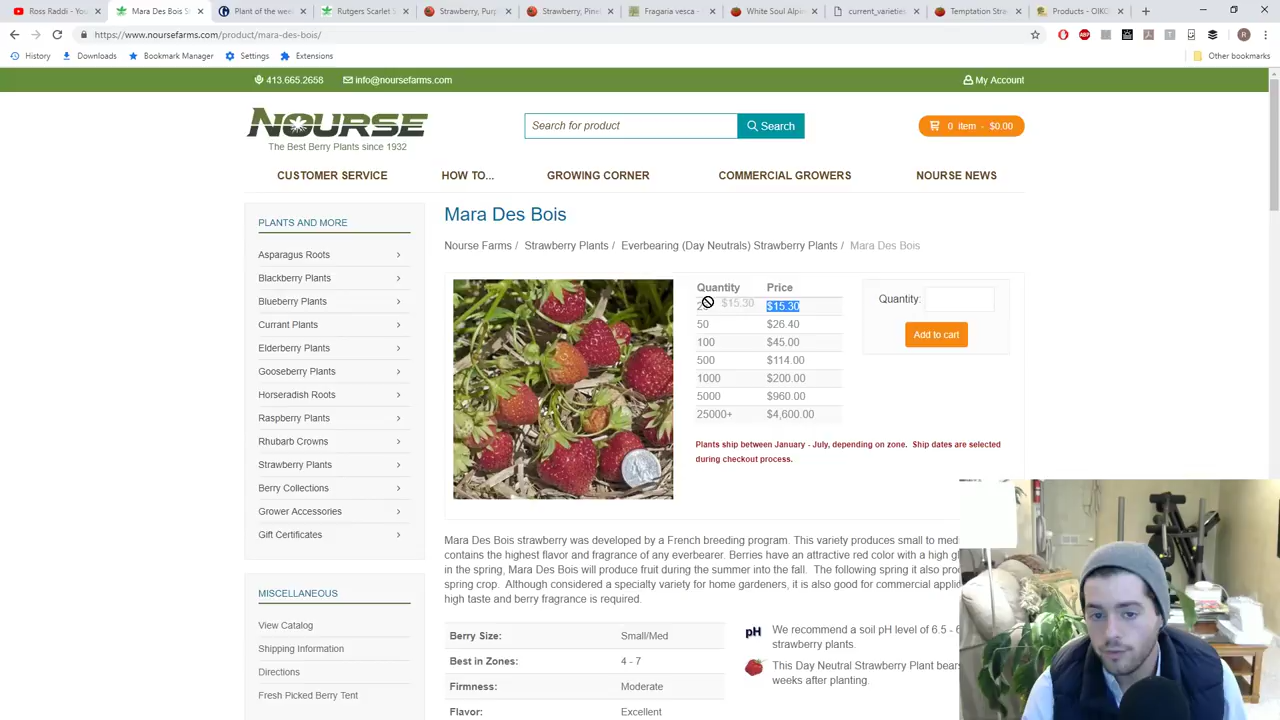 Ross Raddi - You
Mara Des Bois S
Plant of the wee
Rutgers Scarlet S
Strawberry, Purp
Strawberry, Pine
Fragaria vesca -
White Soul Alpin
current_varieties
Temptation Stra
Products - OIKO
https://www.noursefarms.com/product/mara-des-bois/
History
Downloads
Bookmark Manager
Settings
Extensions
Other bookmarks
413.665.2658
info@noursefarms.com
My Account
NOURSE
The Best Berry Plants since 1932
Search for product
Search
0 item - $0.00
CUSTOMER SERVICE
HOW TO...
GROWING CORNER
COMMERCIAL GROWERS
NOURSE NEWS
PLANTS AND MORE
Asparagus Roots
Blackberry Plants
Blueberry Plants
Currant Plants
Elderberry Plants
Gooseberry Plants
Horseradish Roots
Raspberry Plants
Rhubarb Crowns
Strawberry Plants
Berry Collections
Grower Accessories
Gift Certificates
MISCELLANEOUS
View Catalog
Shipping Information
Directions
Fresh Picked Berry Tent
Mara Des Bois
Nourse Farms / Strawberry Plants / Everbearing (Day Neutrals) Strawberry Plants / Mara Des Bois
Quantity Price
$15.30 $15.30
50 $26.40
100 $45.00
500 $114.00
1000 $200.00
5000 $960.00
25000+ $4,600.00
Quantity:
Add to cart
Plants ship between January - July, depending on zone. Ship dates are selected
during checkout process.
Mara Des Bois strawberry was developed by a French breeding program. This variety produces small to med
contains the highest flavor and fragrance of any everbearer. Berries have an attractive red color with a high gl
in the spring, Mara Des Bois will produce fruit during the summer into the fall. The following spring it also pro
spring crop. Although considered a specialty variety for home gardeners, it is also good for commercial applic
high taste and berry fragrance is required.
Berry Size: Small/Med
Best in Zones: 4 - 7
Firmness: Moderate
Flavor: Excellent
pH We recommend a soil pH level of 6.5 - 6
strawberry plants.
This Day Neutral Strawberry Plant bears
weeks after planting.